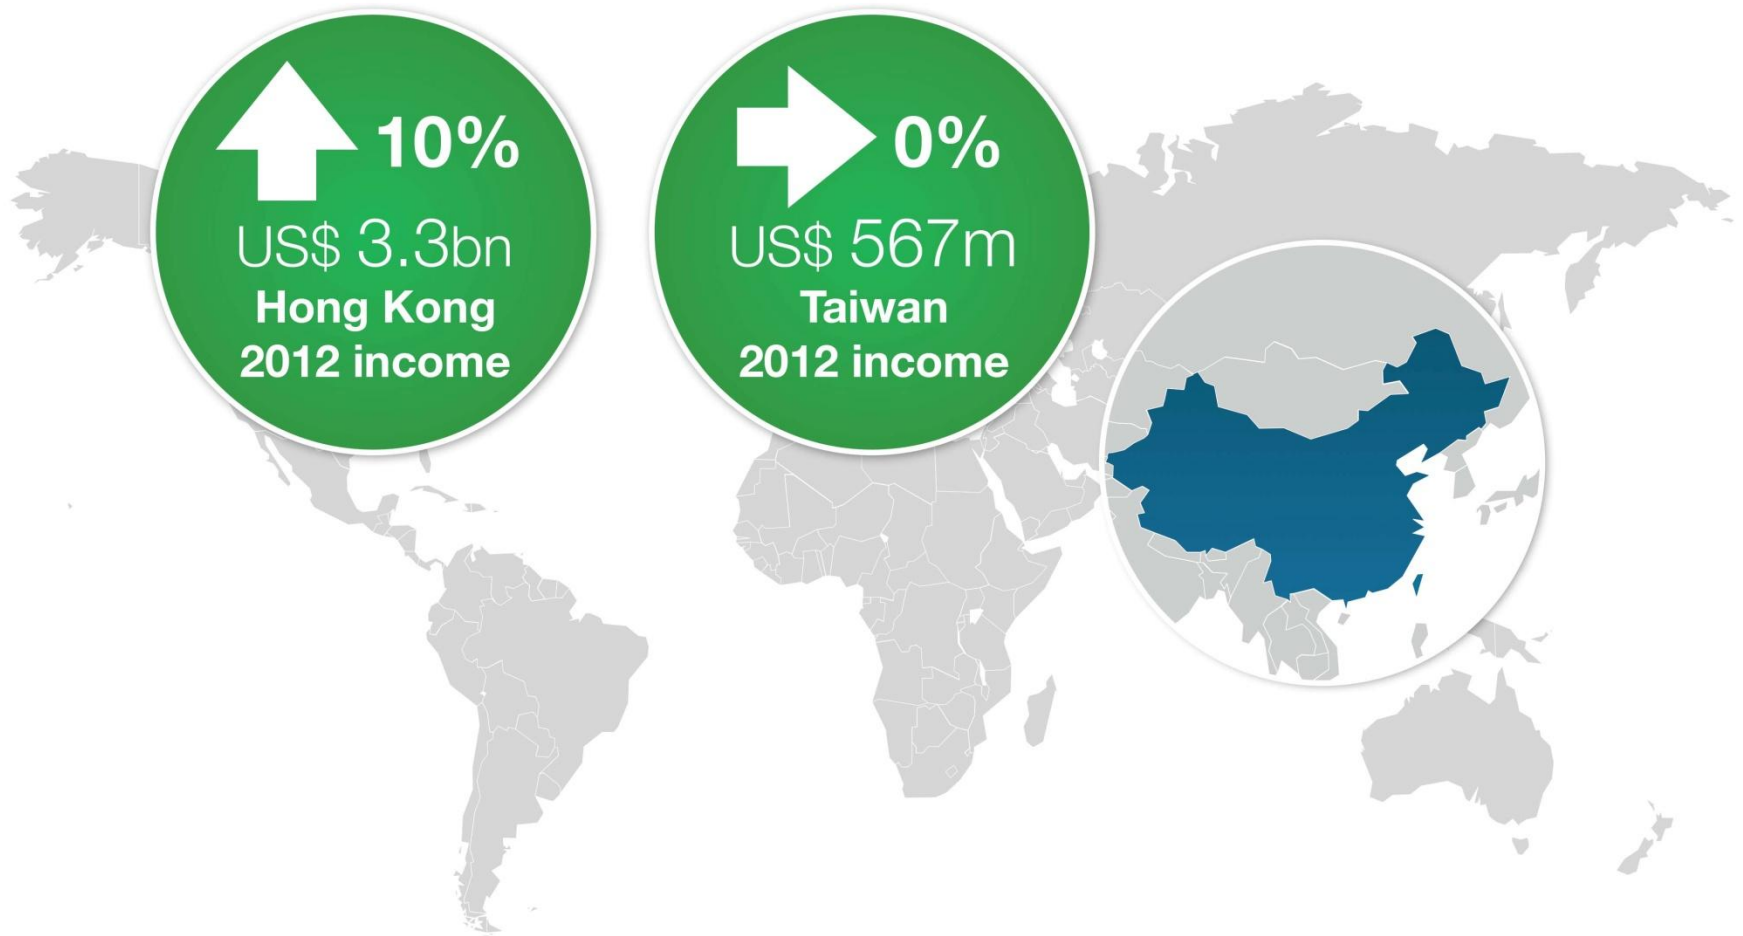 10%
US$ 3.3bn
Hong Kong
2012 income
0%
US$ 567m
Taiwan
2012 income